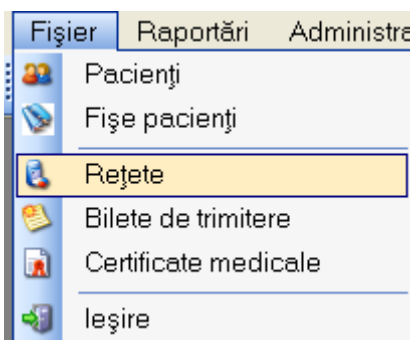 Fişier Raportări Administra
Pacienţi
Fişe pacienţi
Reţete
Bilete de trimitere
Certificate medicale
Ieşire